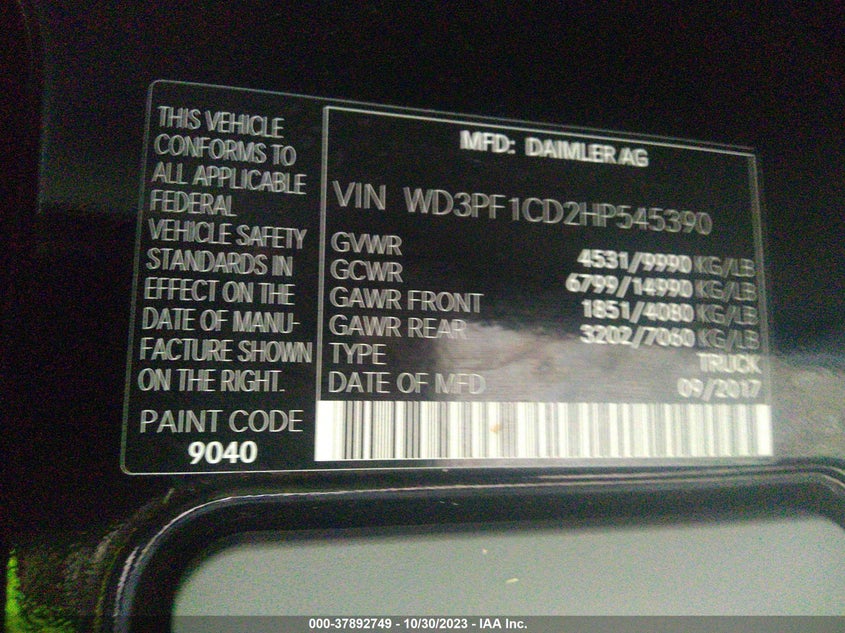 THIS VEHICLE
CONFORMS TO
ALL APPLICABLE
FEDERAL
VEHICLE SAFETY
STANDARDS IN
EFFECT ON THE
DATE OF MANU-
FACTURE SHOWN
ON THE RIGHT.
PAINT CODE
9040
MFD: DAIMLER AG
VIN WD3PF1CD2HP545390
GVWR 4531/9990 KG/LB
GCWR 6799/14990 KG/LB
GAWR FRONT 1851/4080 KG/LB
GAWR REAR 3202/7060 KG/LB
TYPE TRUCK
DATE OF MFD 09/2017
000-37892749 - 10/30/2023 - IAA Inc.